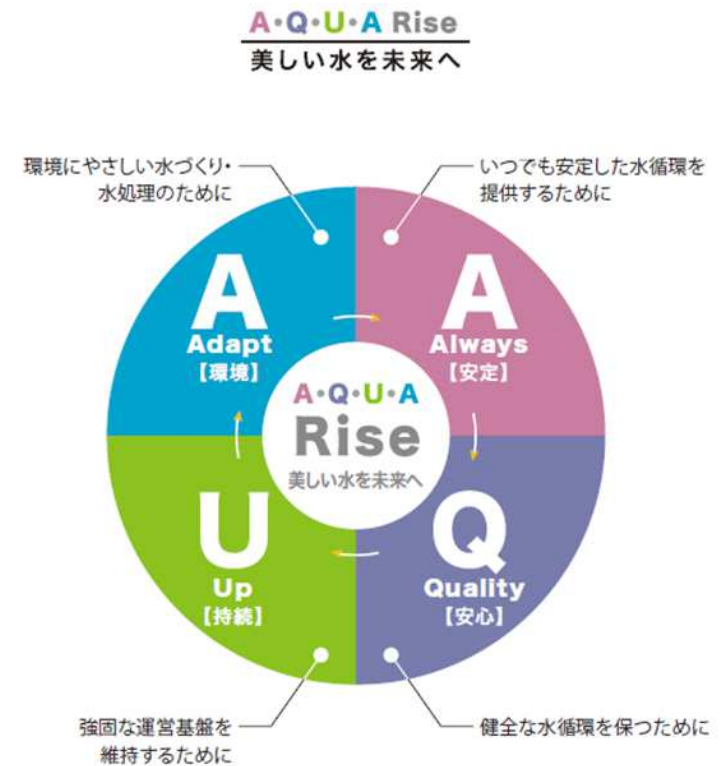 A・Q・U・A Rise
美しい水を未来へ
環境にやさしい水づくり・
水処理のために
いつでも安定した水循環を
提供するために
A
Adapt
【環境】
A
Always
【安定】
A・Q・U・A
Rise
美しい水を未来へ
U
Up
【持続】
Q
Quality
【安心】
強固な運営基盤を
維持するために
健全な水循環を保つために